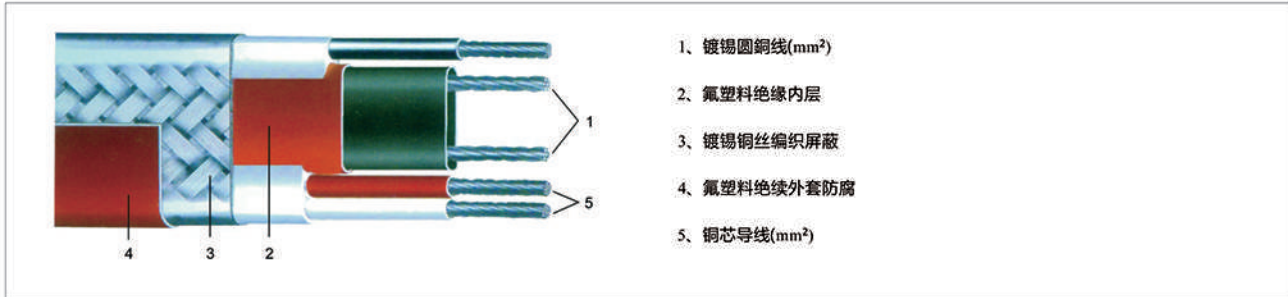 1、镀锡圆銅线(mm²)
2、氟塑料绝缘内层
3、镀锡铜丝编织屏蔽
4、氟塑料绝续外套防腐
5、铜芯导线(mm²)
1
5
4
3
2